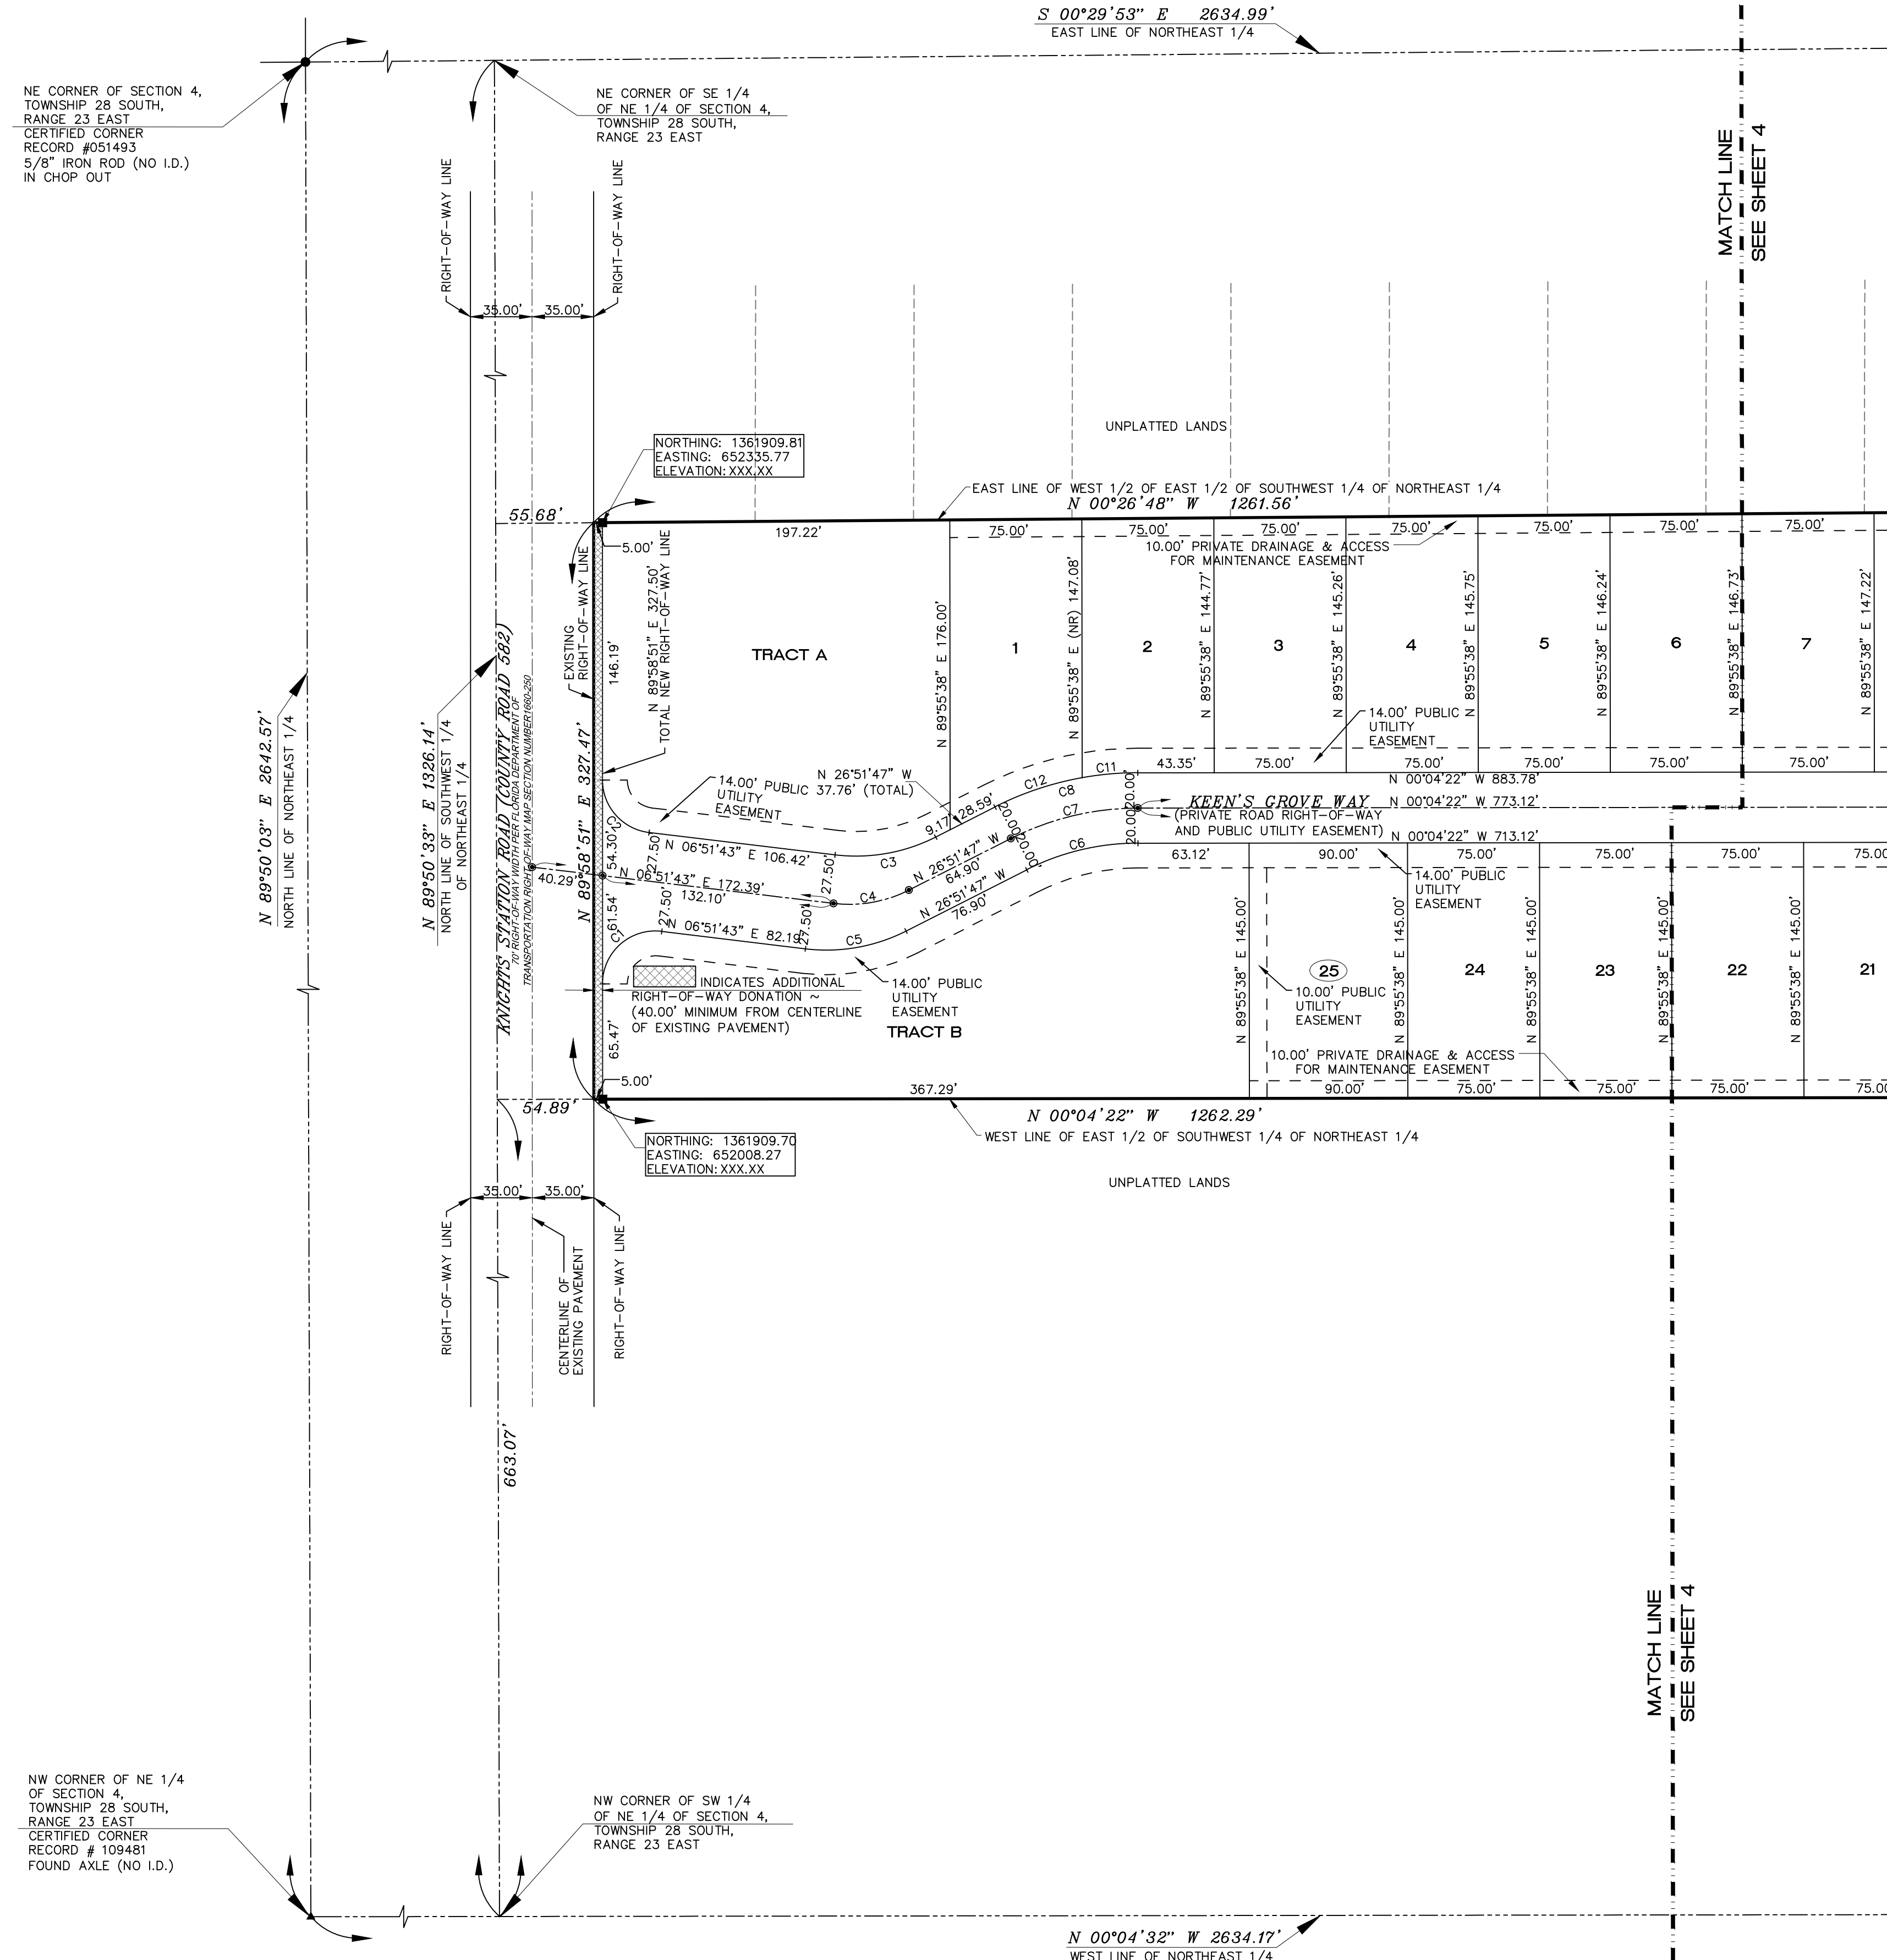 S 00°29'53" E 2634.99'
EAST LINE OF NORTHEAST 1/4
NE CORNER OF SECTION 4,
TOWNSHIP 28 SOUTH,
RANGE 23 EAST
CERTIFIED CORNER
RECORD #051493
5/8" IRON ROD (NO I.D.)
IN CHOP OUT
NE CORNER OF SE 1/4
OF NE 1/4 OF SECTION 4,
TOWNSHIP 28 SOUTH,
RANGE 23 EAST
MATCH LINE
SEE SHEET 4
RIGHT-OF-WAY LINE
RIGHT-OF-WAY LINE
35.00'
35.00'
UNPLATTED LANDS
NORTHING: 1361909.81
EASTING: 652335.77
ELEVATION: XXX.XX
EAST LINE OF WEST 1/2 OF EAST 1/2 OF SOUTHWEST 1/4 OF NORTHEAST 1/4
N 00°26'48" W 1261.56'
55.68'
5.00'
197.22'
75.00'
75.00'
75.00'
75.00'
75.00'
75.00'
75.00'
10.00' PRIVATE DRAINAGE & ACCESS
FOR MAINTENANCE EASEMENT
EXISTING
RIGHT-OF-WAY LINE
146.19'
N 89°58'51" E 327.50'
TOTAL NEW RIGHT-OF-WAY LINE
TRACT A
N 89°55'38" E 176.00'
1
N 89°55'38" E (NR) 147.08'
2
N 89°55'38" E 144.77'
3
N 89°55'38" E 145.26'
4
N 89°55'38" E 145.75'
5
N 89°55'38" E 146.24'
6
N 89°55'38" E 146.73'
7
N 89°55'38" E 147.22'
N 89°50'03" E 2642.57'
NORTH LINE OF NORTHEAST 1/4
N 89°50'33" E 1326.14'
NORTH LINE OF SOUTHWEST 1/4
OF NORTHEAST 1/4
KNIGHTS STATION ROAD (COUNTY ROAD 582)
70' RIGHT-OF-WAY WIDTH PER FLORIDA DEPARTMENT OF
TRANSPORTATION RIGHT-OF-WAY MAP SECTION NUMBER1660-250
N 89°58'51" E 327.47'
14.00' PUBLIC
UTILITY
EASEMENT
14.00' PUBLIC
UTILITY
EASEMENT
N 26°51'47" W
37.76' (TOTAL)
9.17'
28.59'
C12
C11
C8
C7
C6
20.00'
20.00'
20.00'
20.00'
43.35'
75.00'
75.00'
75.00'
75.00'
75.00'
N 00°04'22" W 883.78'
KEEN'S GROVE WAY
(PRIVATE ROAD RIGHT-OF-WAY
AND PUBLIC UTILITY EASEMENT)
N 00°04'22" W 773.12'
N 00°04'22" W 713.12'
C2
54.30'
27.50'
N 06°51'43" E 106.42'
27.50'
C3
40.29'
N 06°51'43" E 172.39'
132.10'
C4
N 26°51'47" W
64.90'
N 26°51'47" W
76.90'
61.54'
27.50'
C1
N 06°51'43" E 82.19'
27.50'
C5
63.12'
90.00'
75.00'
75.00'
75.00'
75.00'
14.00' PUBLIC
UTILITY
EASEMENT
INDICATES ADDITIONAL
RIGHT-OF-WAY DONATION ~
(40.00' MINIMUM FROM CENTERLINE
OF EXISTING PAVEMENT)
14.00' PUBLIC
UTILITY
EASEMENT
TRACT B
N 89°55'38" E 145.00'
25
10.00' PUBLIC
UTILITY
EASEMENT
N 89°55'38" E 145.00'
24
N 89°55'38" E 145.00'
23
N 89°55'38" E 145.00'
22
N 89°55'38" E 145.00'
21
65.47'
10.00' PRIVATE DRAINAGE & ACCESS
FOR MAINTENANCE EASEMENT
5.00'
367.29'
90.00'
75.00'
75.00'
75.00'
75.00
54.89'
N 00°04'22" W 1262.29'
WEST LINE OF EAST 1/2 OF SOUTHWEST 1/4 OF NORTHEAST 1/4
NORTHING: 1361909.70
EASTING: 652008.27
ELEVATION: XXX.XX
UNPLATTED LANDS
35.00'
35.00'
RIGHT-OF-WAY LINE
CENTERLINE OF
EXISTING PAVEMENT
RIGHT-OF-WAY LINE
663.07'
MATCH LINE
SEE SHEET 4
NW CORNER OF NE 1/4
OF SECTION 4,
TOWNSHIP 28 SOUTH,
RANGE 23 EAST
CERTIFIED CORNER
RECORD # 109481
FOUND AXLE (NO I.D.)
NW CORNER OF SW 1/4
OF NE 1/4 OF SECTION 4,
TOWNSHIP 28 SOUTH,
RANGE 23 EAST
N 00°04'32" W 2634.17'
WEST LINE OF NORTHEAST 1/4